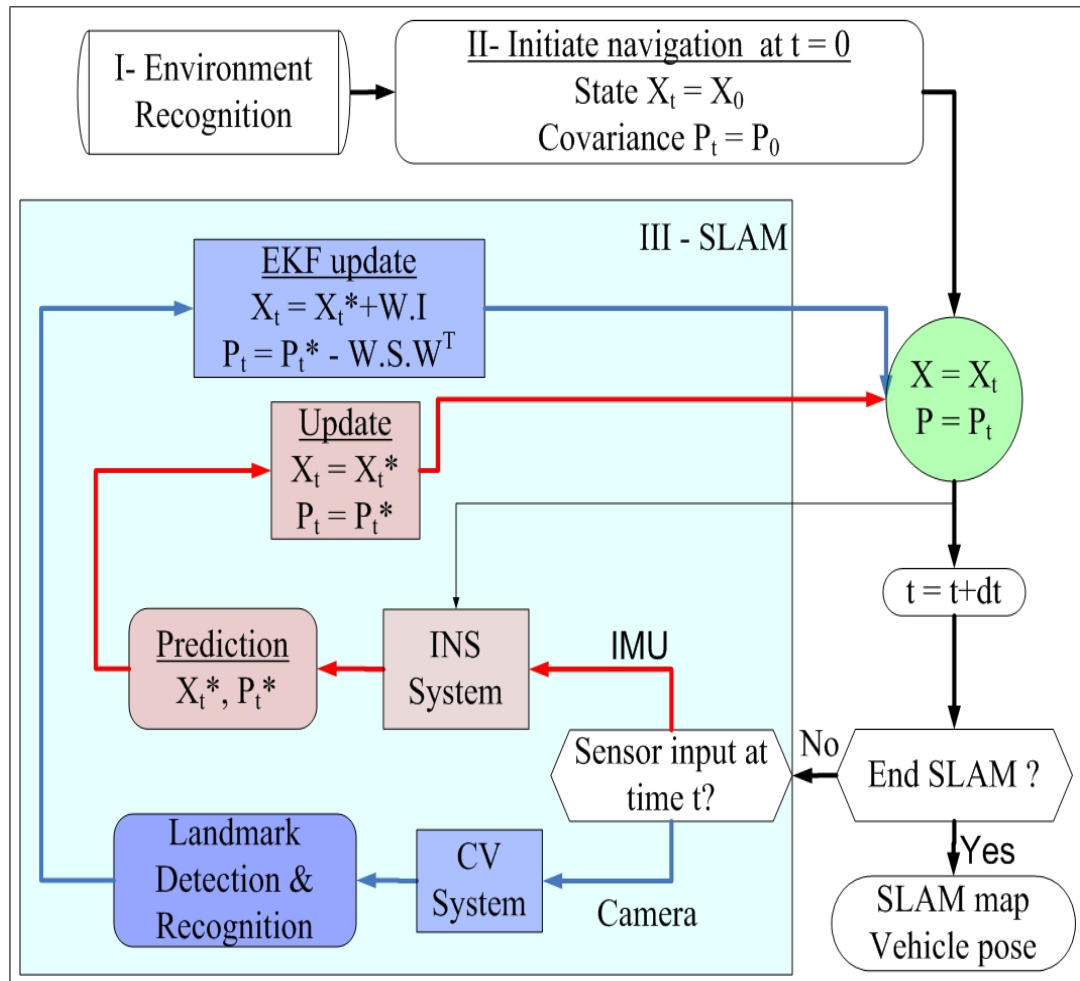 I- Environment
Recognition
II- Initiate navigation at t = 0
State Xₜ = X₀
Covariance Pₜ = P₀
III - SLAM
EKF update
Xₜ = Xₜ*+W.I
Pₜ = Pₜ* - W.S.Wᵀ
X = Xₜ
P = Pₜ
Update
Xₜ = Xₜ*
Pₜ = Pₜ*
t = t+dt
Prediction
Xₜ*, Pₜ*
INS
System
IMU
Sensor input at
time t?
No
End SLAM ?
Yes
Landmark
Detection &
Recognition
CV
System
Camera
SLAM map
Vehicle pose